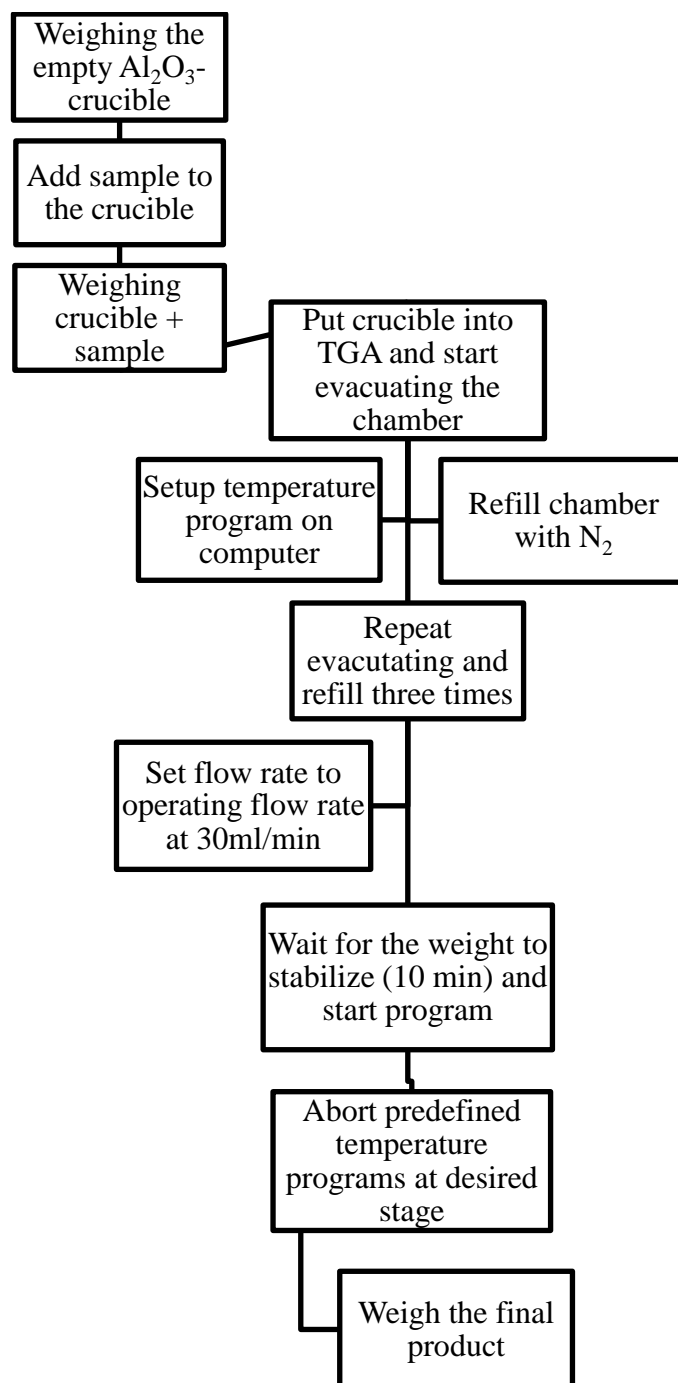 Weighing the
empty Al₂O₃-
crucible
Add sample to
the crucible
Weighing
crucible +
sample
Put crucible into
TGA and start
evacuating the
chamber
Setup temperature
program on
computer
Refill chamber
with N₂
Repeat
evacutating and
refill three times
Set flow rate to
operating flow rate
at 30ml/min
Wait for the weight to
stabilize (10 min) and
start program
Abort predefined
temperature
programs at desired
stage
Weigh the final
product